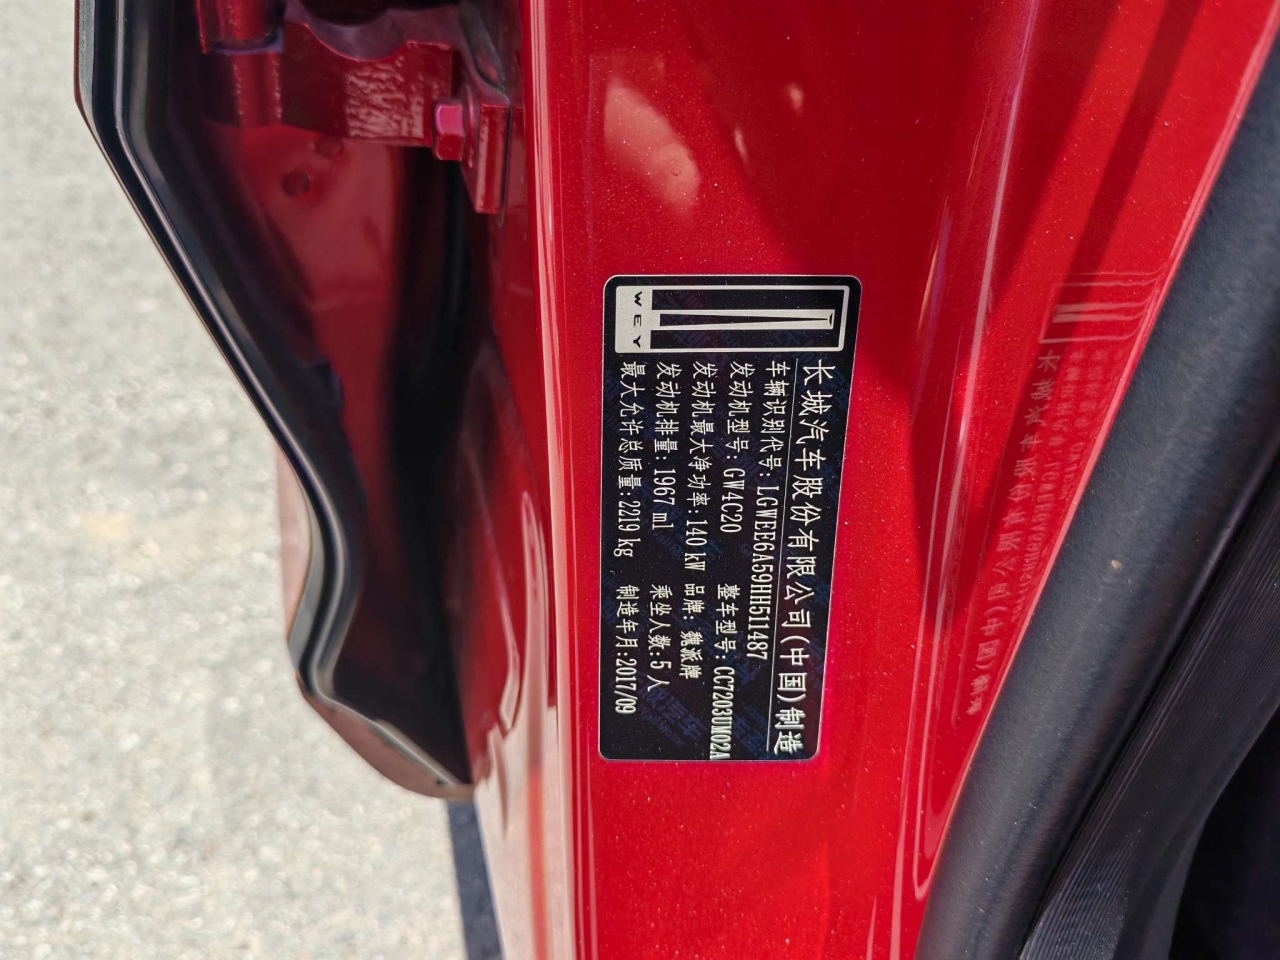 WEY
长城汽车股份有限公司(中国)制造
车辆识别代号:LGWEE6A59HH511487
发动机型号:GW4C20 整车型号:CC7203UM02A
发动机最大净功率:140 kW 品牌:魏派牌
发动机排量:1967 ml 乘坐人数:5人
最大允许总质量:2219 kg 制造年月:2017/09